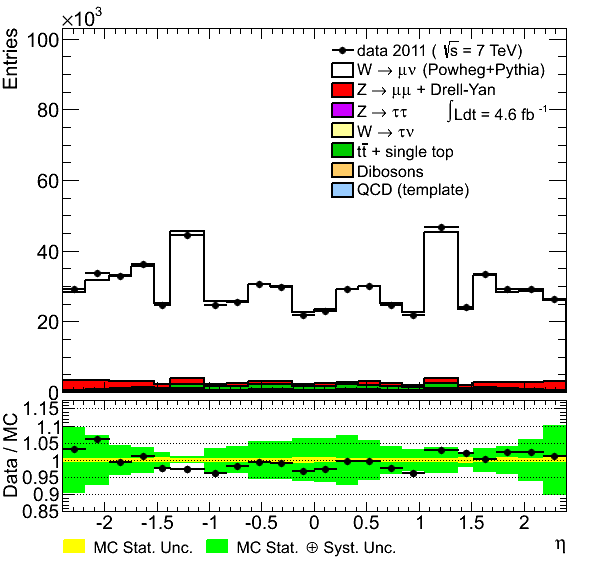 ×10³
Entries
100
80
60
40
20
0
data 2011 ( √s = 7 TeV)
W → μν (Powheg+Pythia)
Z → μμ + Drell-Yan
Z → ττ
∫Ldt = 4.6 fb⁻¹
W → τν
tt̅ + single top
Dibosons
QCD (template)
Data / MC
1.15
1.1
1.05
1
0.95
0.9
0.85
-2 -1.5 -1 -0.5 0 0.5 1 1.5 2
MC Stat. Unc. MC Stat. ⊕ Syst. Unc. η